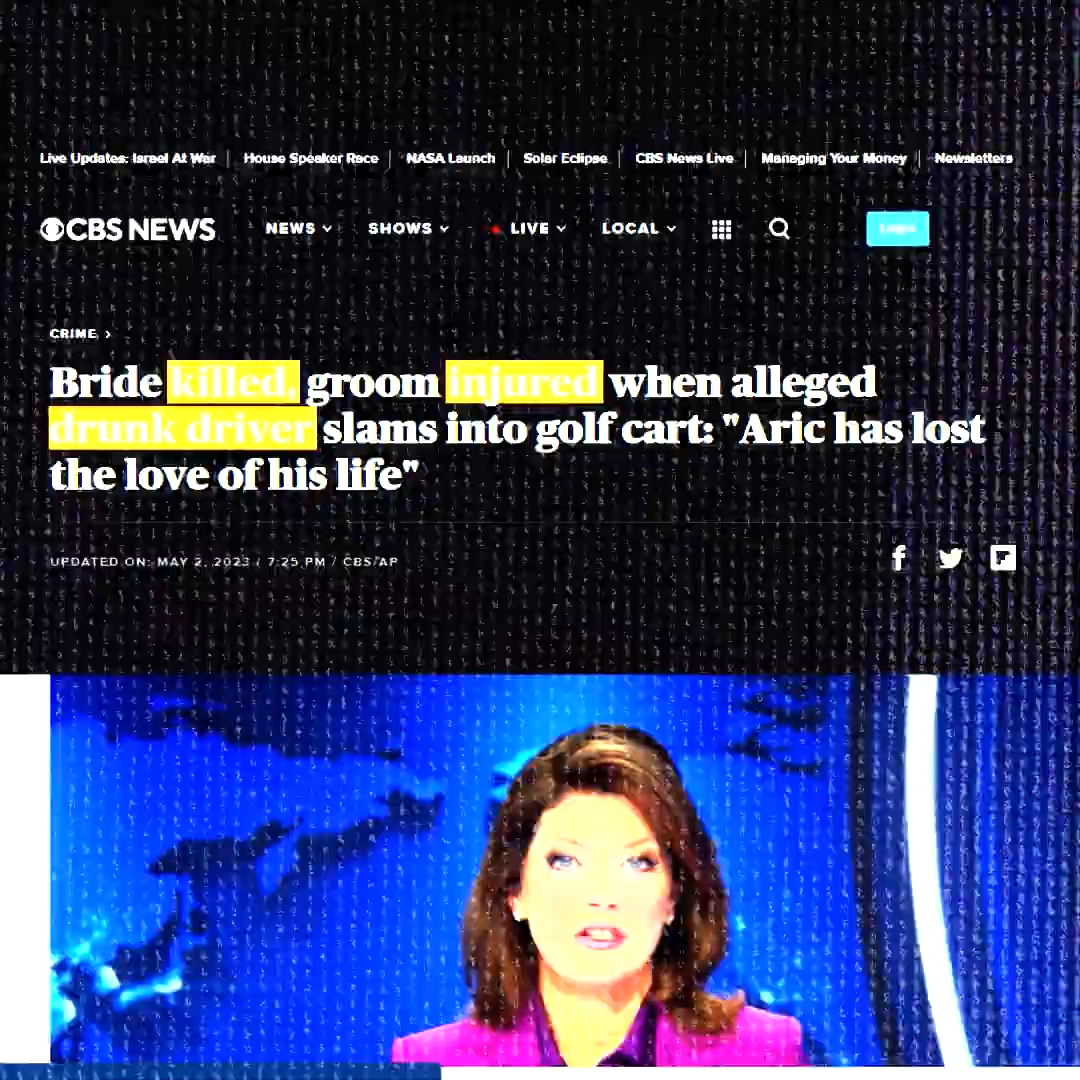 Live Updates: Israel At War House Speaker Race NASA Launch Solar Eclipse CBS News Live Managing Your Money Newsletters
CBS NEWS NEWS SHOWS LIVE LOCAL Login
CRIME
Bride killed, groom injured when alleged
drunk driver slams into golf cart: "Aric has lost
the love of his life"
UPDATED ON: MAY 2, 2023 / 7:25 PM / CBS/AP